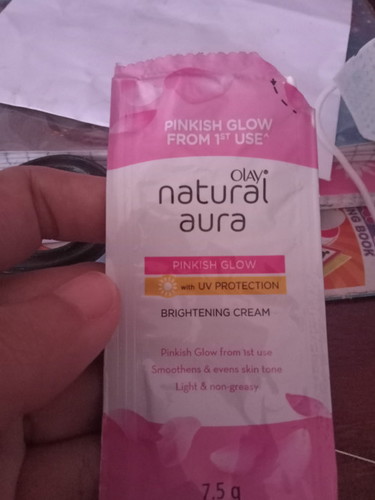 PINKISH GLOW
FROM 1ST USE^
OLAY®
natural
aura
PINKISH GLOW
with UV PROTECTION
BRIGHTENING CREAM
Pinkish Glow from 1st use
Smoothens & evens skin tone
Light & non-greasy
7.5 g
BOOK